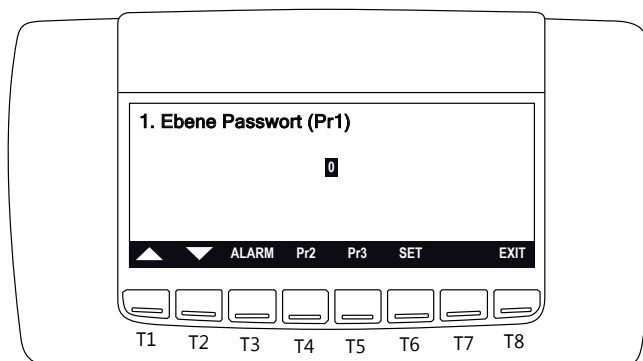 1. Ebene Passwort (Pr1)
0
ALARM Pr2 Pr3 SET EXIT
T1 T2 T3 T4 T5 T6 T7 T8